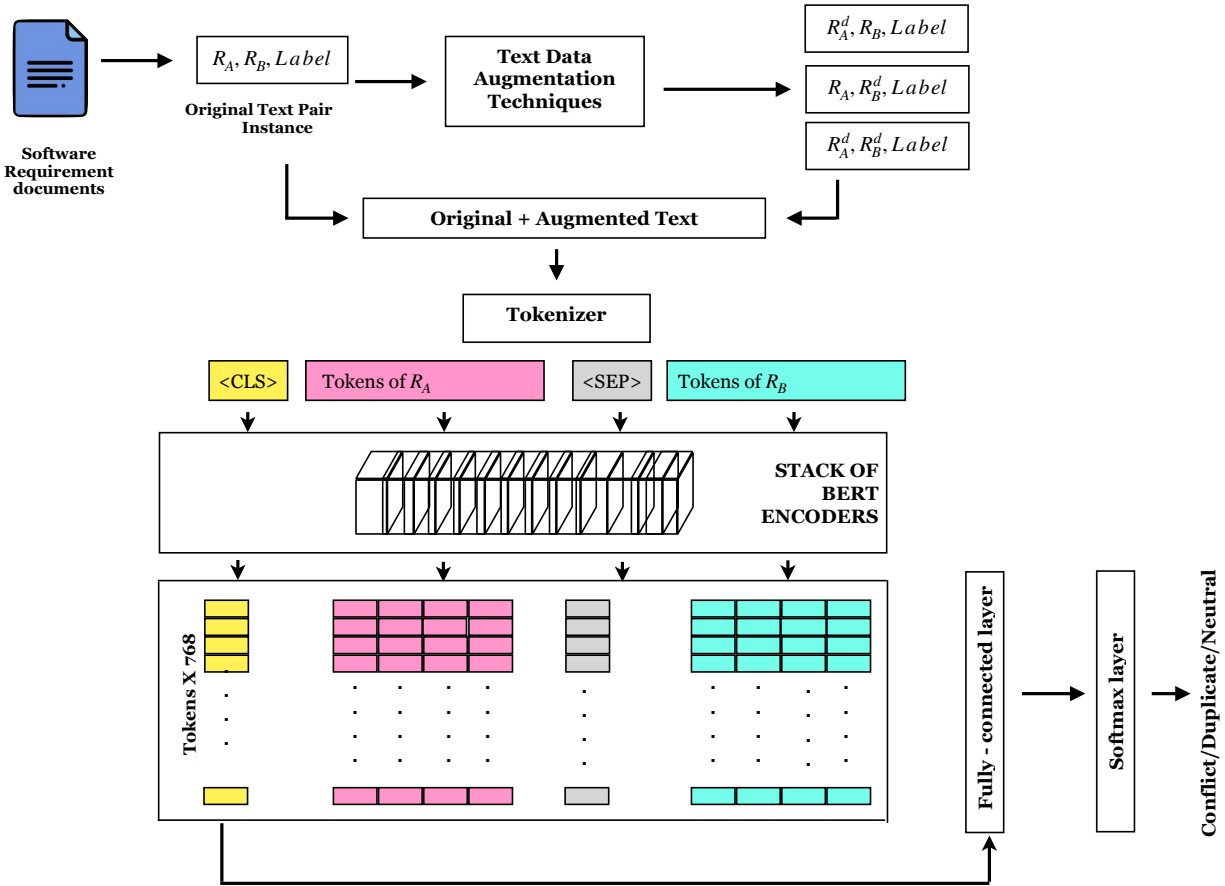 R_A, R_B, Label
Original Text Pair
Instance
Software
Requirement
documents
Text Data
Augmentation
Techniques
R_A^d, R_B, Label
R_A, R_B^d, Label
R_A^d, R_B^d, Label
Original + Augmented Text
Tokenizer
<CLS>
Tokens of R_A
<SEP>
Tokens of R_B
STACK OF
BERT
ENCODERS
Tokens X 768
Fully - connected layer
Softmax layer
Conflict/Duplicate/Neutral